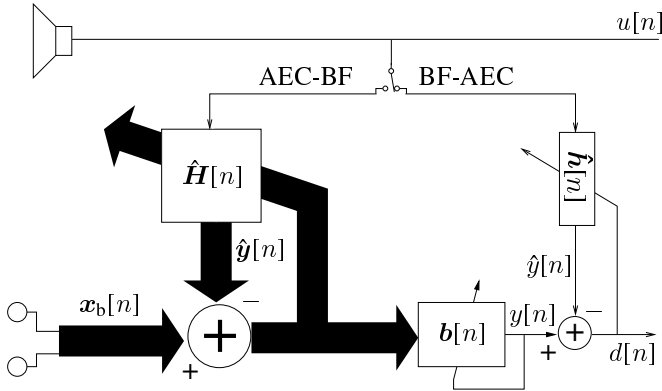 u[n]
AEC-BF BF-AEC
Ĥ[n]
ĥ[n]
ŷ[n]
ŷ[n]
x_b[n]
−
−
+
+
b[n]
y[n]
+
+
d[n]